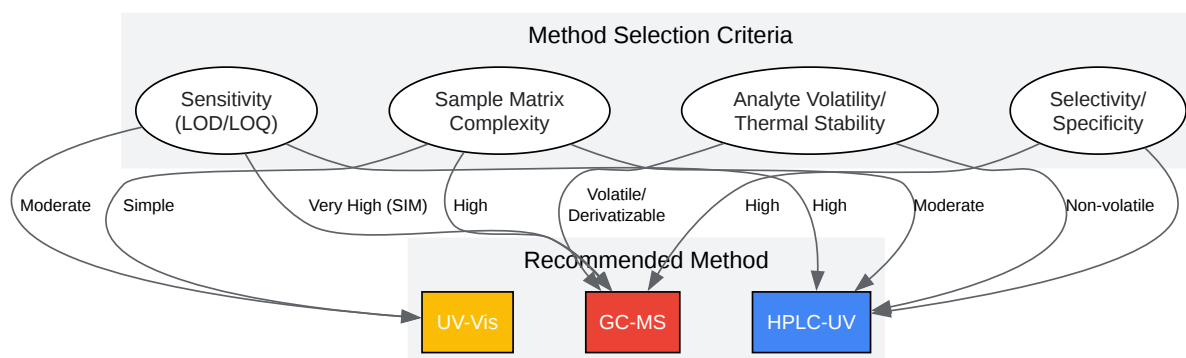 Method Selection Criteria
Sensitivity
(LOD/LOQ)
Sample Matrix
Complexity
Analyte Volatility/
Thermal Stability
Selectivity/
Specificity
Moderate
Simple
Very High (SIM)
High
Volatile/
Derivatizable
High
High
Moderate
Non-volatile
Recommended Method
UV-Vis
GC-MS
HPLC-UV